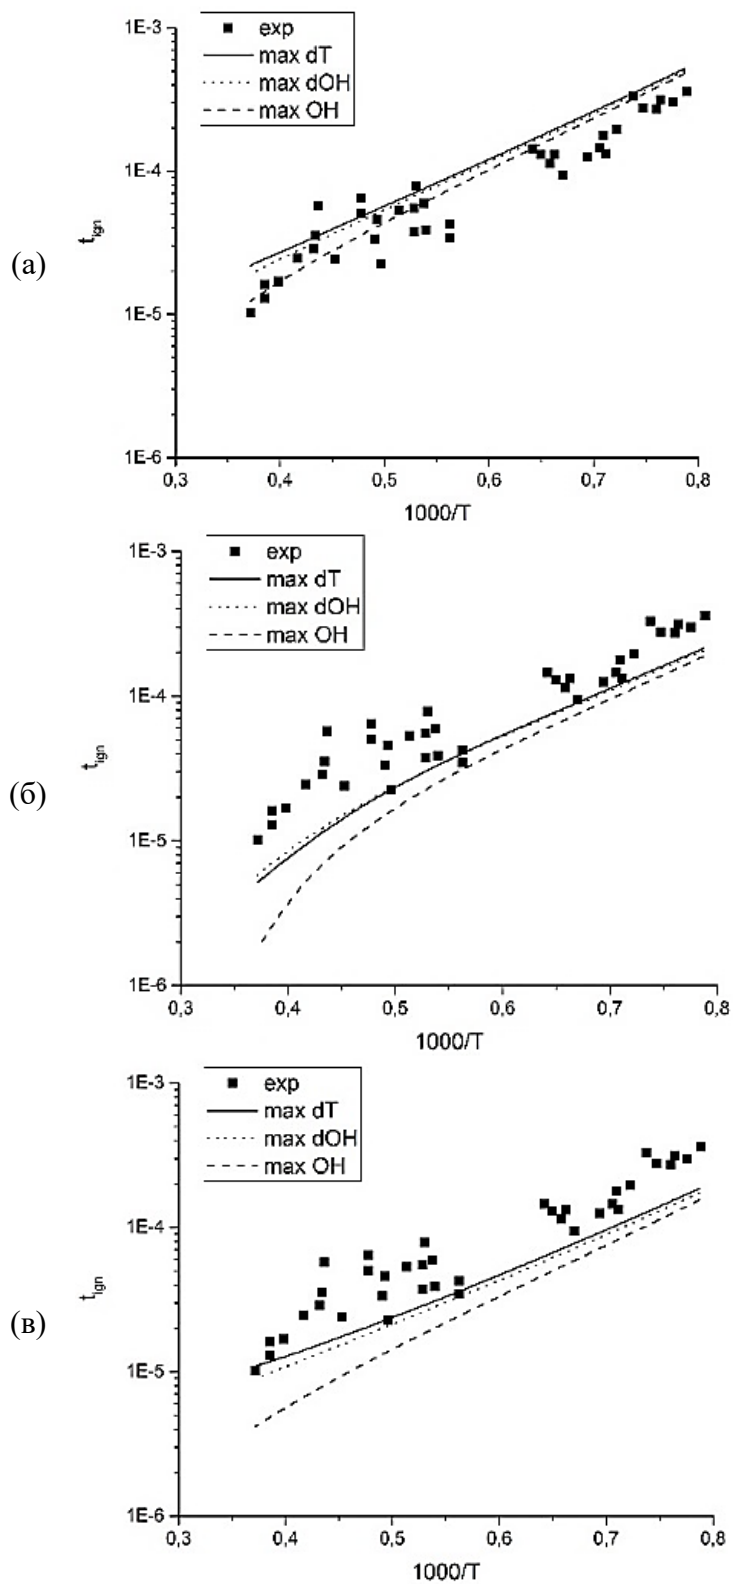 (а)
1E-3
1E-4
1E-5
1E-6
t_ign
exp
max dT
max dOH
max OH
0,3 0,4 0,5 0,6 0,7 0,8
1000/T
(б)
1E-3
1E-4
1E-5
1E-6
t_ign
exp
max dT
max dOH
max OH
0,3 0,4 0,5 0,6 0,7 0,8
1000/T
(в)
1E-3
1E-4
1E-5
1E-6
t_ign
exp
max dT
max dOH
max OH
0,3 0,4 0,5 0,6 0,7 0,8
1000/T